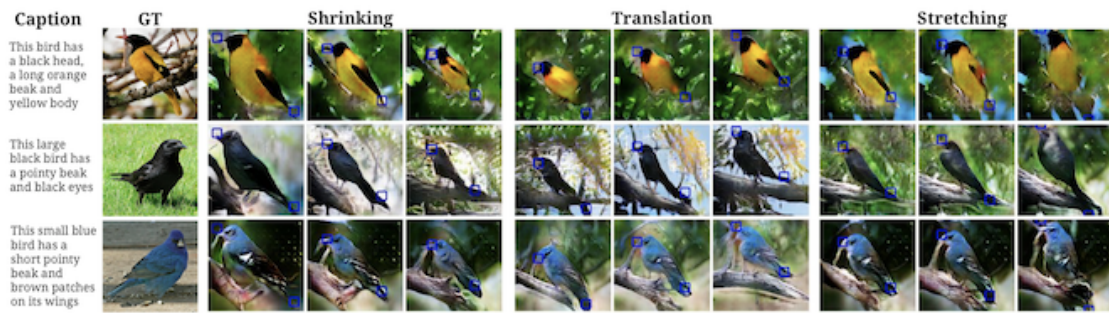 Caption GT Shrinking Translation Stretching
This bird has
a black head,
a long orange
beak and
yellow body
This large
black bird has
a pointy beak
and black eyes
This small blue
bird has a
short pointy
beak and
brown patches
on its wings